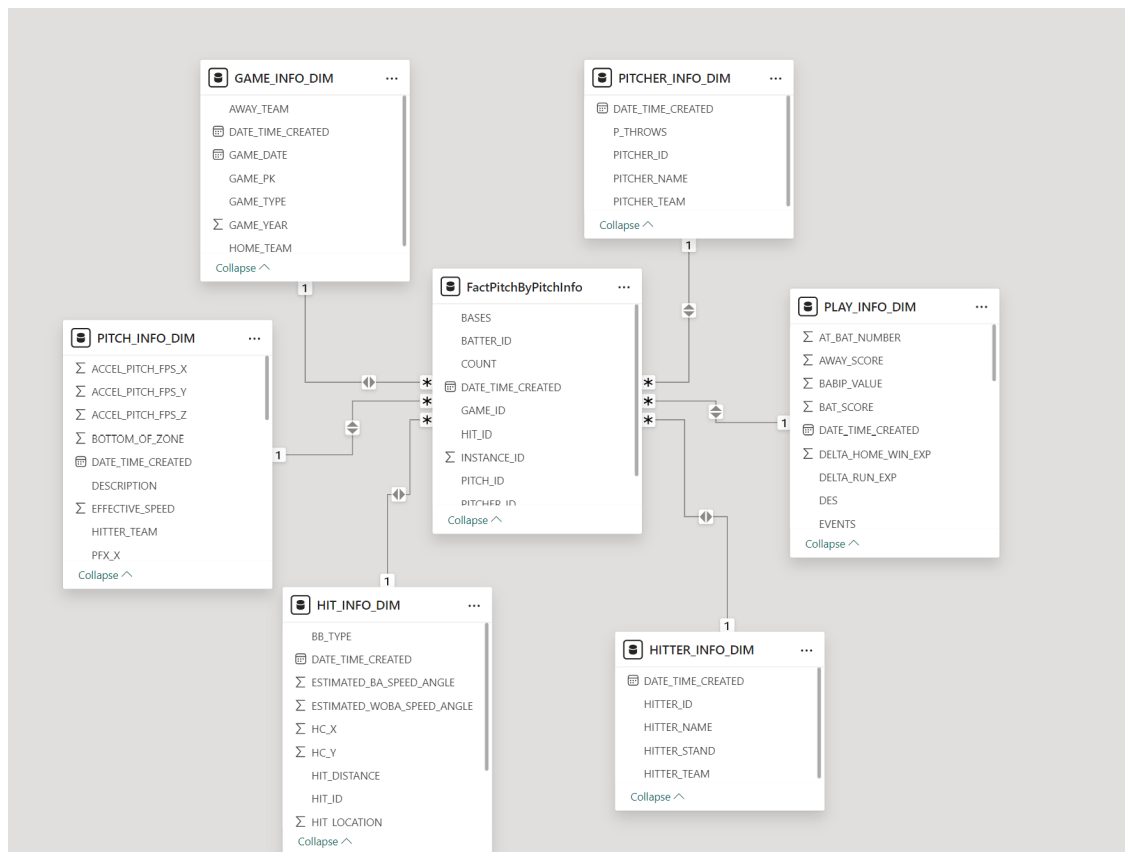 GAME_INFO_DIM ...
AWAY_TEAM
DATE_TIME_CREATED
GAME_DATE
GAME_PK
GAME_TYPE
∑ GAME_YEAR
HOME_TEAM
Collapse
1
PITCHER_INFO_DIM ...
DATE_TIME_CREATED
P_THROWS
PITCHER_ID
PITCHER_NAME
PITCHER_TEAM
Collapse
1
FactPitchByPitchInfo ...
BASES
BATTER_ID
COUNT
DATE_TIME_CREATED
GAME_ID
HIT_ID
∑ INSTANCE_ID
PITCH_ID
PITCHER_ID
Collapse
*
*
*
*
*
*
PITCH_INFO_DIM ...
∑ ACCEL_PITCH_FPS_X
∑ ACCEL_PITCH_FPS_Y
∑ ACCEL_PITCH_FPS_Z
∑ BOTTOM_OF_ZONE
DATE_TIME_CREATED
DESCRIPTION
∑ EFFECTIVE_SPEED
HITTER_TEAM
PFX_X
Collapse
1
PLAY_INFO_DIM ...
∑ AT_BAT_NUMBER
∑ AWAY_SCORE
∑ BABIP_VALUE
∑ BAT_SCORE
DATE_TIME_CREATED
∑ DELTA_HOME_WIN_EXP
DELTA_RUN_EXP
DES
EVENTS
Collapse
1
HIT_INFO_DIM ...
BB_TYPE
DATE_TIME_CREATED
∑ ESTIMATED_BA_SPEED_ANGLE
∑ ESTIMATED_WOBA_SPEED_ANGLE
∑ HC_X
∑ HC_Y
HIT_DISTANCE
HIT_ID
∑ HIT_LOCATION
Collapse
1
HITTER_INFO_DIM ...
DATE_TIME_CREATED
HITTER_ID
HITTER_NAME
HITTER_STAND
HITTER_TEAM
Collapse
1